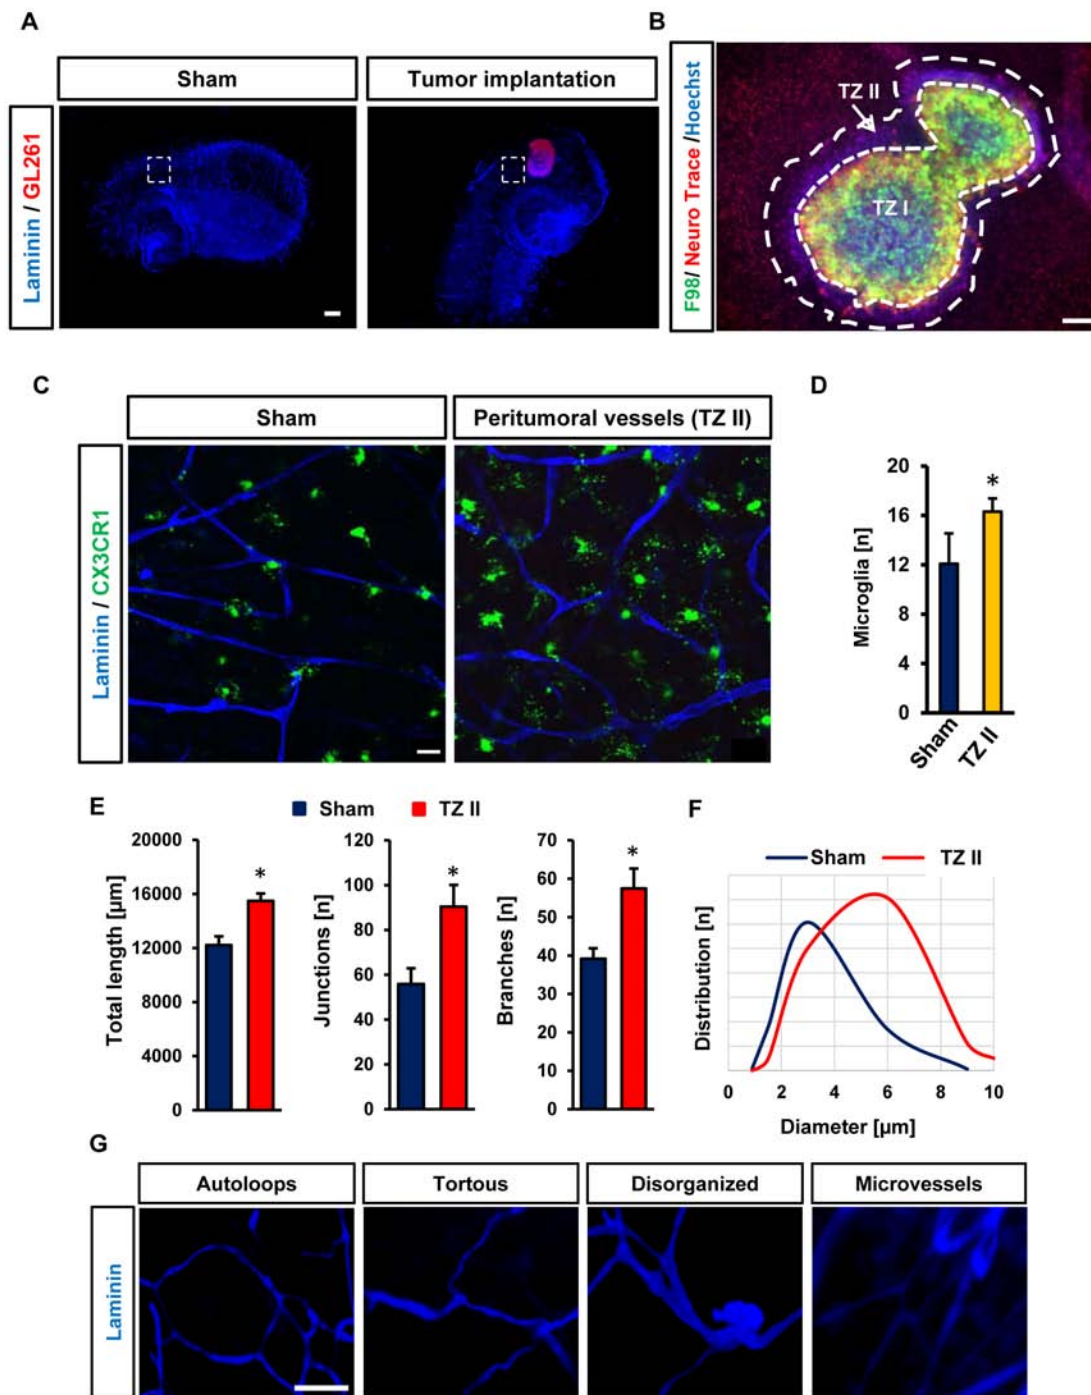 A
Sham
Tumor implantation
Laminin / GL261
B
F98/ Neuro Trace /Hoechst
TZ II
TZ I
C
Sham
Peritumoral vessels (TZ II)
Laminin / CX3CR1
D
Microglia [n]
20
16
12
8
4
0
*
Sham
TZ II
E
Sham
TZ II
Total length [µm]
20000
16000
12000
8000
4000
0
*
Junctions [n]
120
100
80
60
40
20
0
*
Branches [n]
70
60
50
40
30
20
10
0
*
F
Sham
TZ II
Distribution [n]
0 2 4 6 8 10
Diameter [µm]
G
Autoloops
Tortous
Disorganized
Microvessels
Laminin